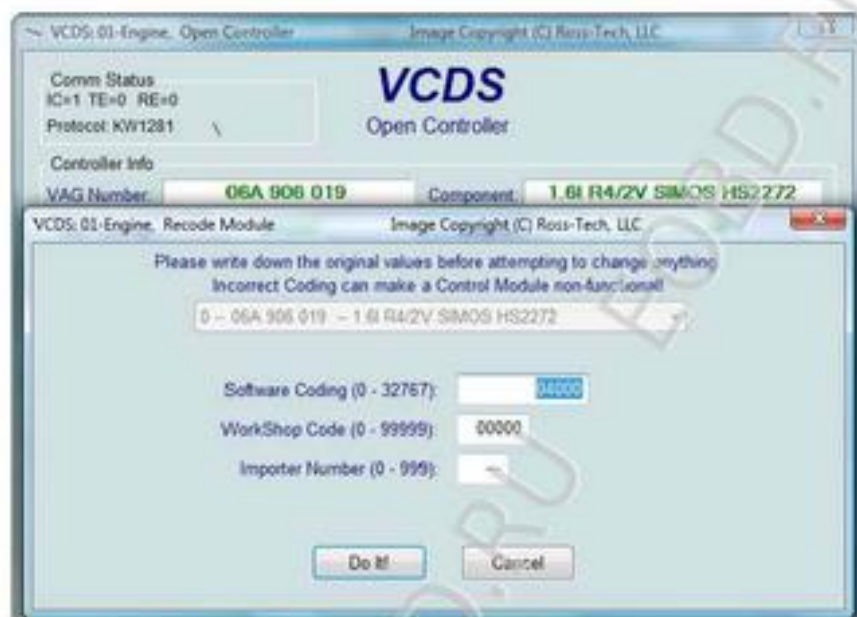 VCDS: 01-Engine, Open Controller Image Copyright (C) Ross-Tech, LLC
Comm Status
IC=1 TE=0 RE=0
Protocol: KW1281 \
VCDS
Open Controller
Controller Info
VAG Number: 06A 906 019 Component: 1.6l R4/2V SIMOS HS2272
VCDS: 01-Engine, Recode Module Image Copyright (C) Ross-Tech, LLC
Please write down the original values before attempting to change anything
Incorrect Coding can make a Control Module non-functional!
0 -- 06A 906 019 -- 1.6l R4/2V SIMOS HS2272
Software Coding (0 - 32767): 04000
WorkShop Code (0 - 99999): 00000
Importer Number (0 - 999): ---
Do It! Cancel
EOBD.RU
D.RU